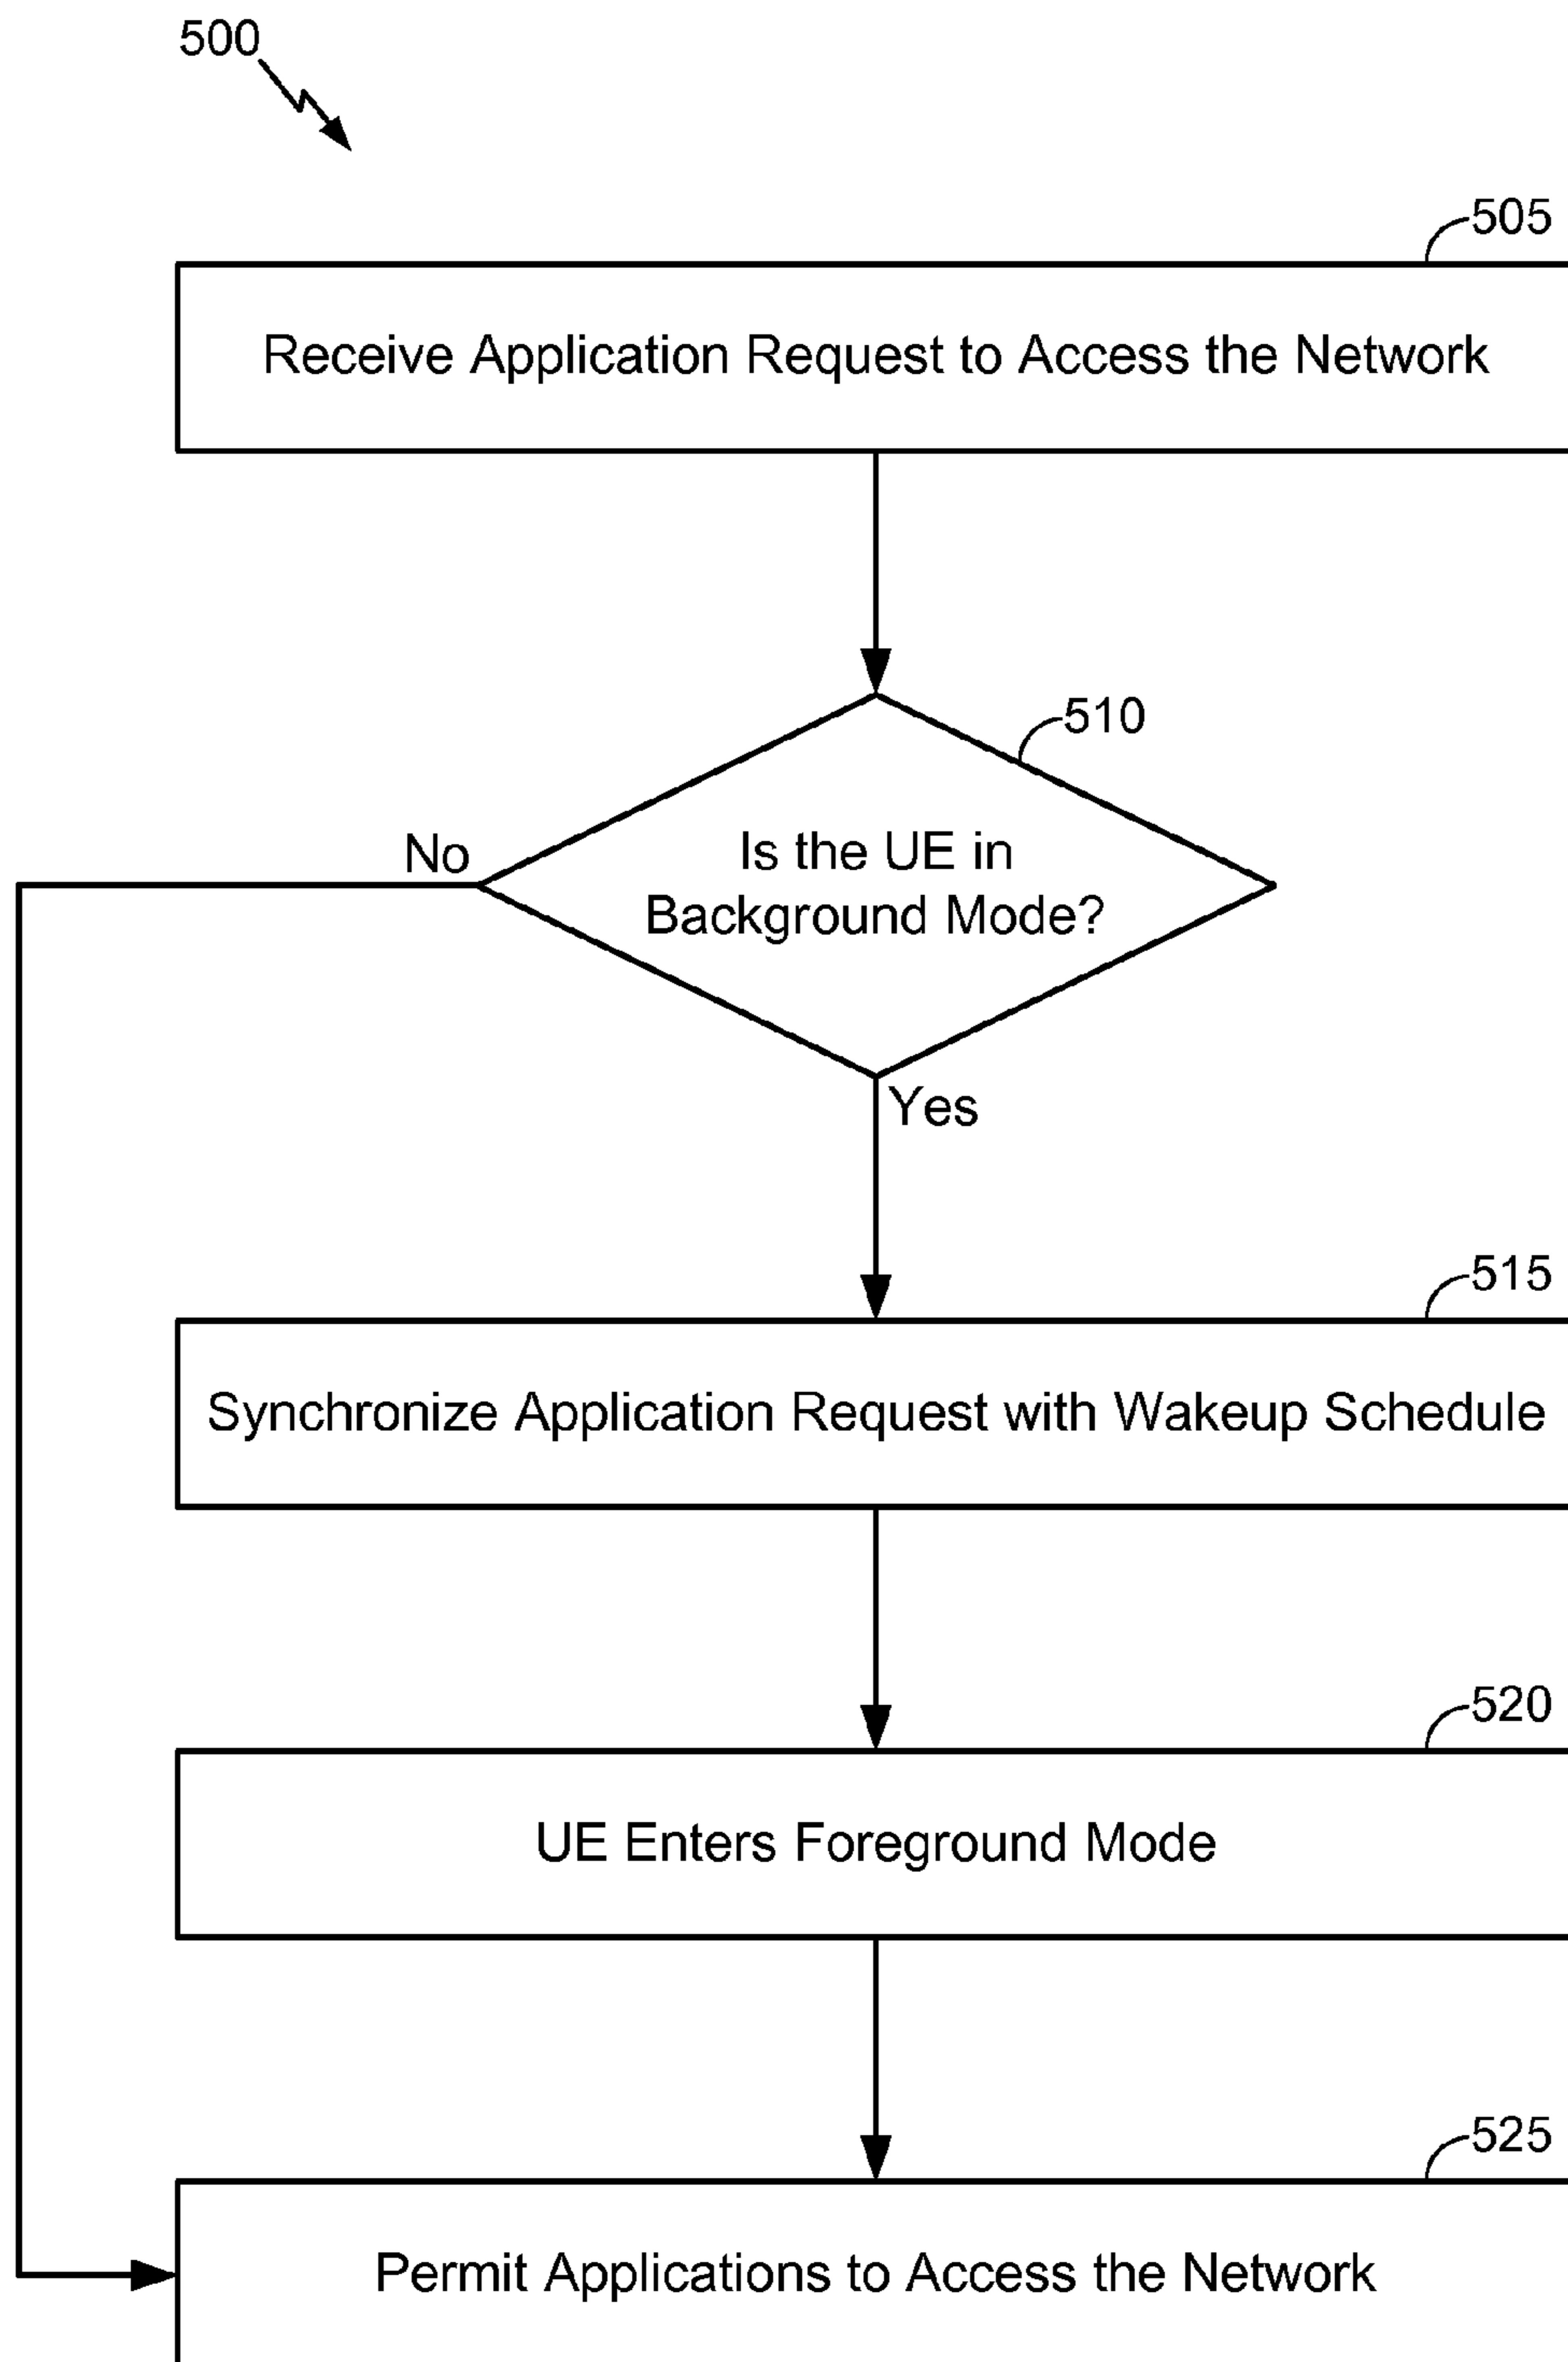 500
505
Receive Application Request to Access the Network
510
No
Is the UE in
Background Mode?
Yes
515
Synchronize Application Request with Wakeup Schedule
520
UE Enters Foreground Mode
525
Permit Applications to Access the Network